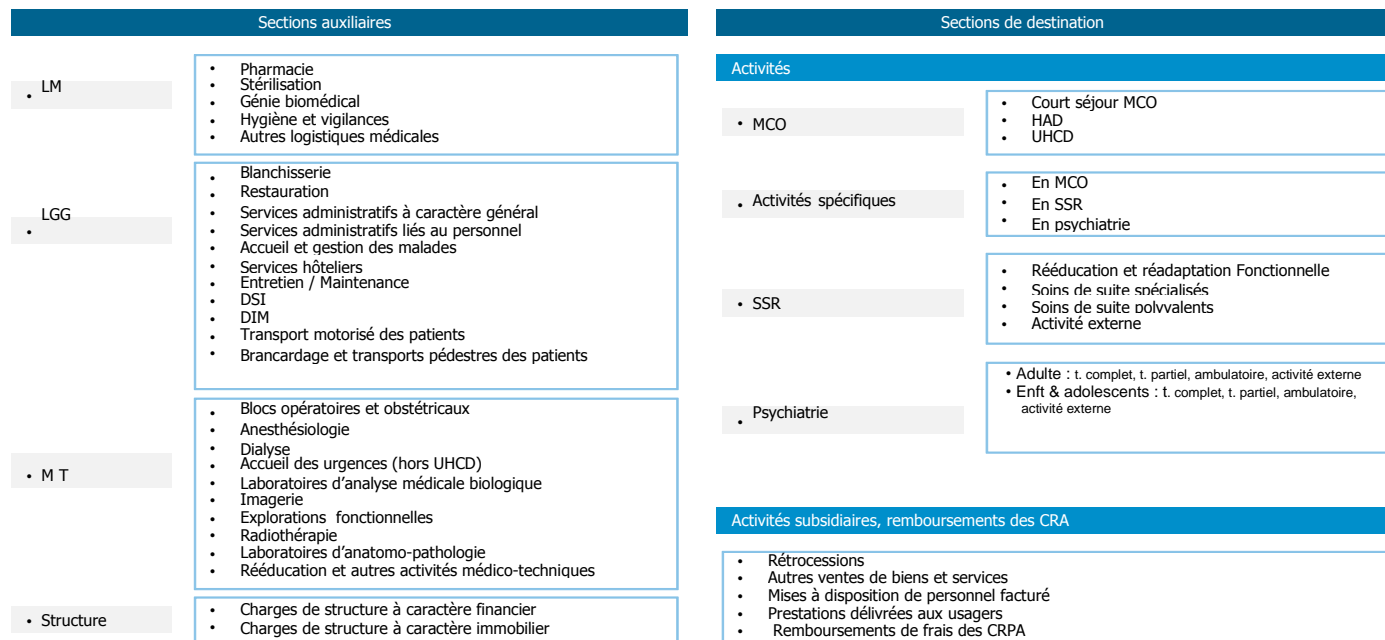 Sections auxiliaires
• LM
• Pharmacie
• Stérilisation
• Génie biomédical
• Hygiène et vigilances
• Autres logistiques médicales
LGG
•
• Blanchisserie
• Restauration
• Services administratifs à caractère général
• Services administratifs liés au personnel
• Accueil et gestion des malades
• Services hôteliers
• Entretien / Maintenance
• DSI
• DIM
• Transport motorisé des patients
• Brancardage et transports pédestres des patients
• M T
• Blocs opératoires et obstétricaux
• Anesthésiologie
• Dialyse
• Accueil des urgences (hors UHCD)
• Laboratoires d'analyse médicale biologique
• Imagerie
• Explorations fonctionnelles
• Radiothérapie
• Laboratoires d'anatomo-pathologie
• Rééducation et autres activités médico-techniques
• Structure
• Charges de structure à caractère financier
• Charges de structure à caractère immobilier
Sections de destination
Activités
• MCO
• Court séjour MCO
• HAD
• UHCD
• Activités spécifiques
• En MCO
• En SSR
• En psychiatrie
• SSR
• Rééducation et réadaptation Fonctionnelle
• Soins de suite spécialisés
• Soins de suite polyvalents
• Activité externe
• Psychiatrie
• Adulte : t. complet, t. partiel, ambulatoire, activité externe
• Enft & adolescents : t. complet, t. partiel, ambulatoire,
activité externe
Activités subsidiaires, remboursements des CRA
• Rétrocessions
• Autres ventes de biens et services
• Mises à disposition de personnel facturé
• Prestations délivrées aux usagers
• Remboursements de frais des CRPA